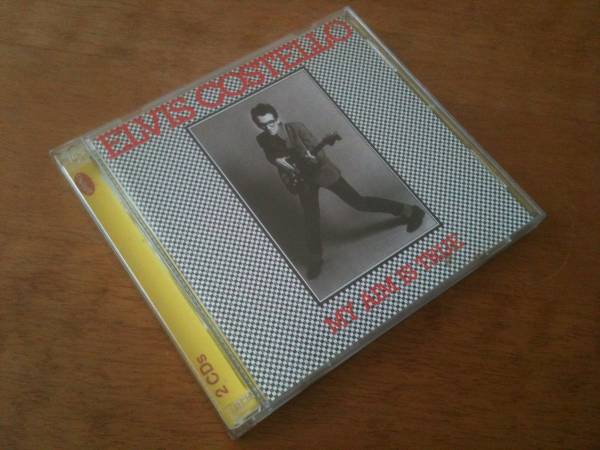 ELVIS COSTELLO
MY AIM IS TRUE
2 CDs